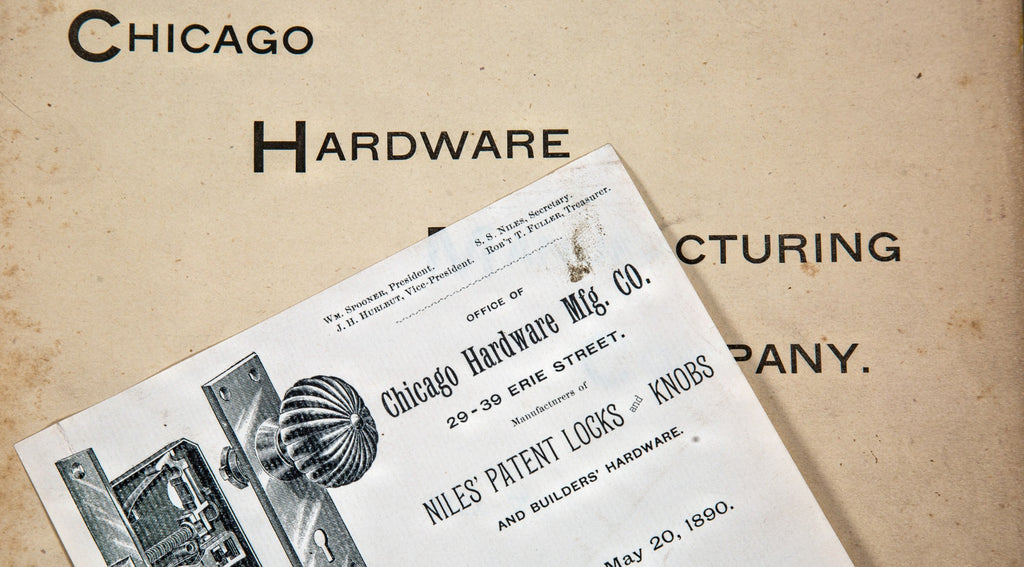 CHICAGO
HARDWARE
CTURING
PANY.
WM. SPOONER, President.
J. H. HURLBUT, Vice-President.
S. S. NILES, Secretary.
ROB'T T. FULLER, Treasurer.
OFFICE OF
Chicago Hardware Mfg. CO.
29-39 ERIE STREET.
Manufacturers of
NILES' PATENT LOCKS and KNOBS
AND BUILDERS' HARDWARE.
May 20, 1890.